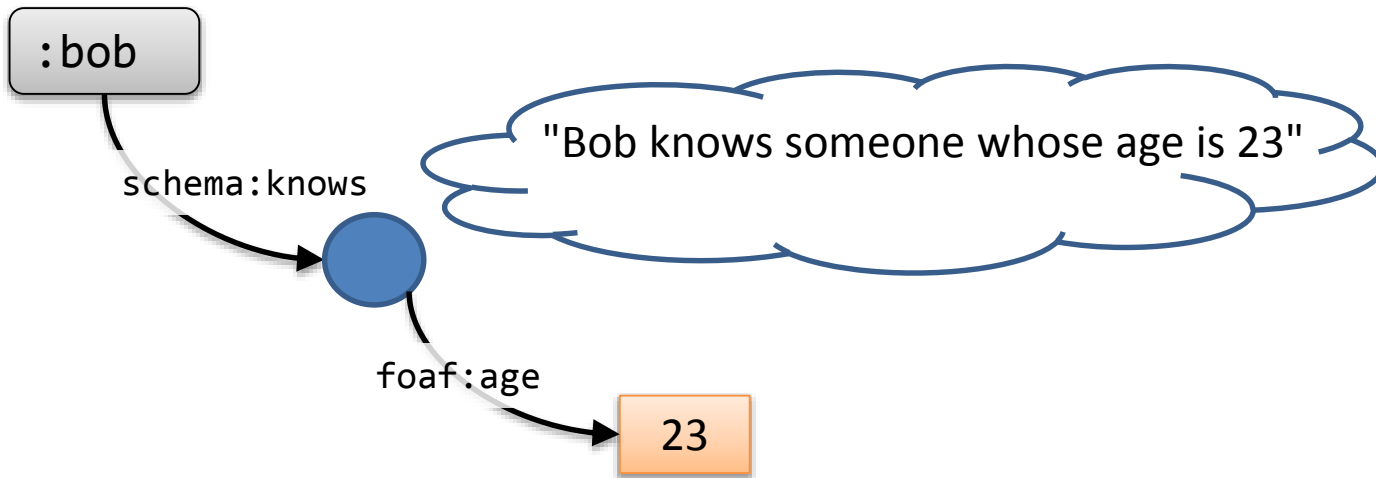 :bob
"Bob knows someone whose age is 23"
schema:knows
foaf:age
23